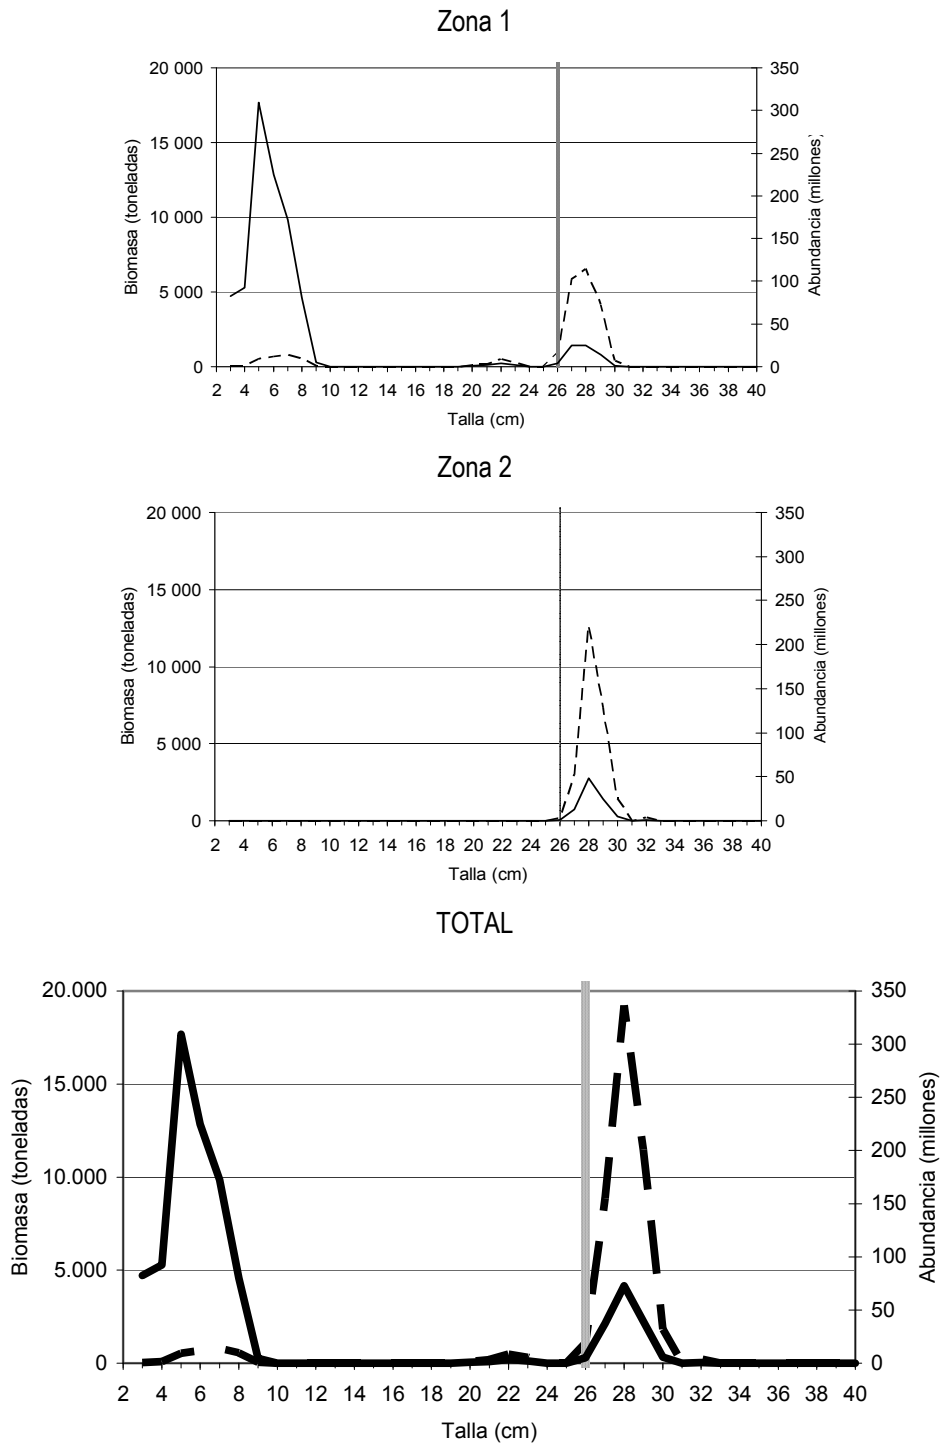 Zona 1
20 000
15 000
10 000
5 000
0
Biomasa (toneladas)
350
300
250
200
150
100
50
0
Abundancia (millones)
2 4 6 8 10 12 14 16 18 20 22 24 26 28 30 32 34 36 38 40
Talla (cm)
Zona 2
20 000
15 000
10 000
5 000
0
Biomasa (toneladas)
350
300
250
200
150
100
50
0
Abundancia (millones)
2 4 6 8 10 12 14 16 18 20 22 24 26 28 30 32 34 36 38 40
Talla (cm)
TOTAL
20.000
15.000
10.000
5.000
0
Biomasa (toneladas)
350
300
250
200
150
100
50
0
Abundancia (millones)
2 4 6 8 10 12 14 16 18 20 22 24 26 28 30 32 34 36 38 40
Talla (cm)